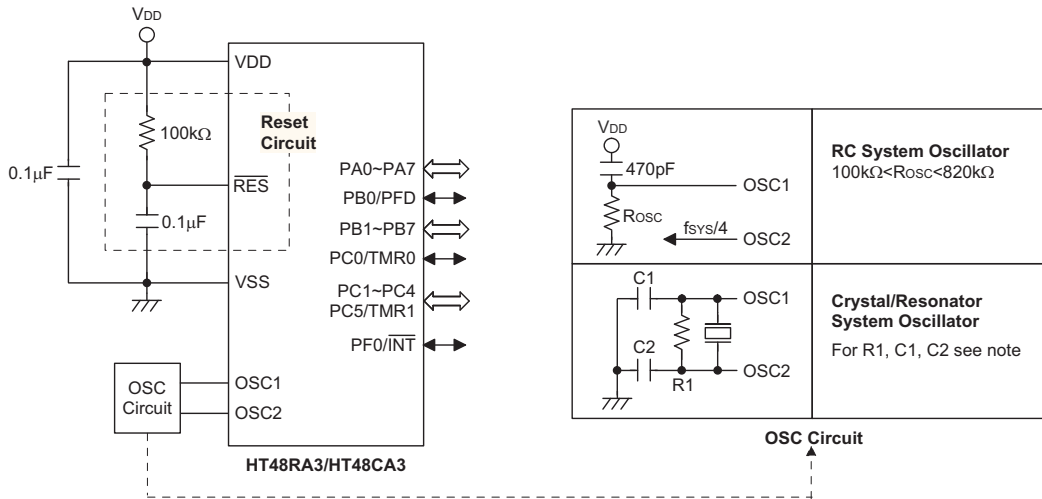 VDD
VDD
100kΩ
Reset
Circuit
0.1μF
RES
0.1μF
VSS
PA0~PA7
PB0/PFD
PB1~PB7
PC0/TMR0
PC1~PC4
PC5/TMR1
PF0/INT
OSC
Circuit
OSC1
OSC2
HT48RA3/HT48CA3
VDD
470pF
OSC1
ROSC
fSYS/4
OSC2
RC System Oscillator
100kΩ<ROSC<820kΩ
C1
OSC1
C2
OSC2
R1
Crystal/Resonator
System Oscillator
For R1, C1, C2 see note
OSC Circuit